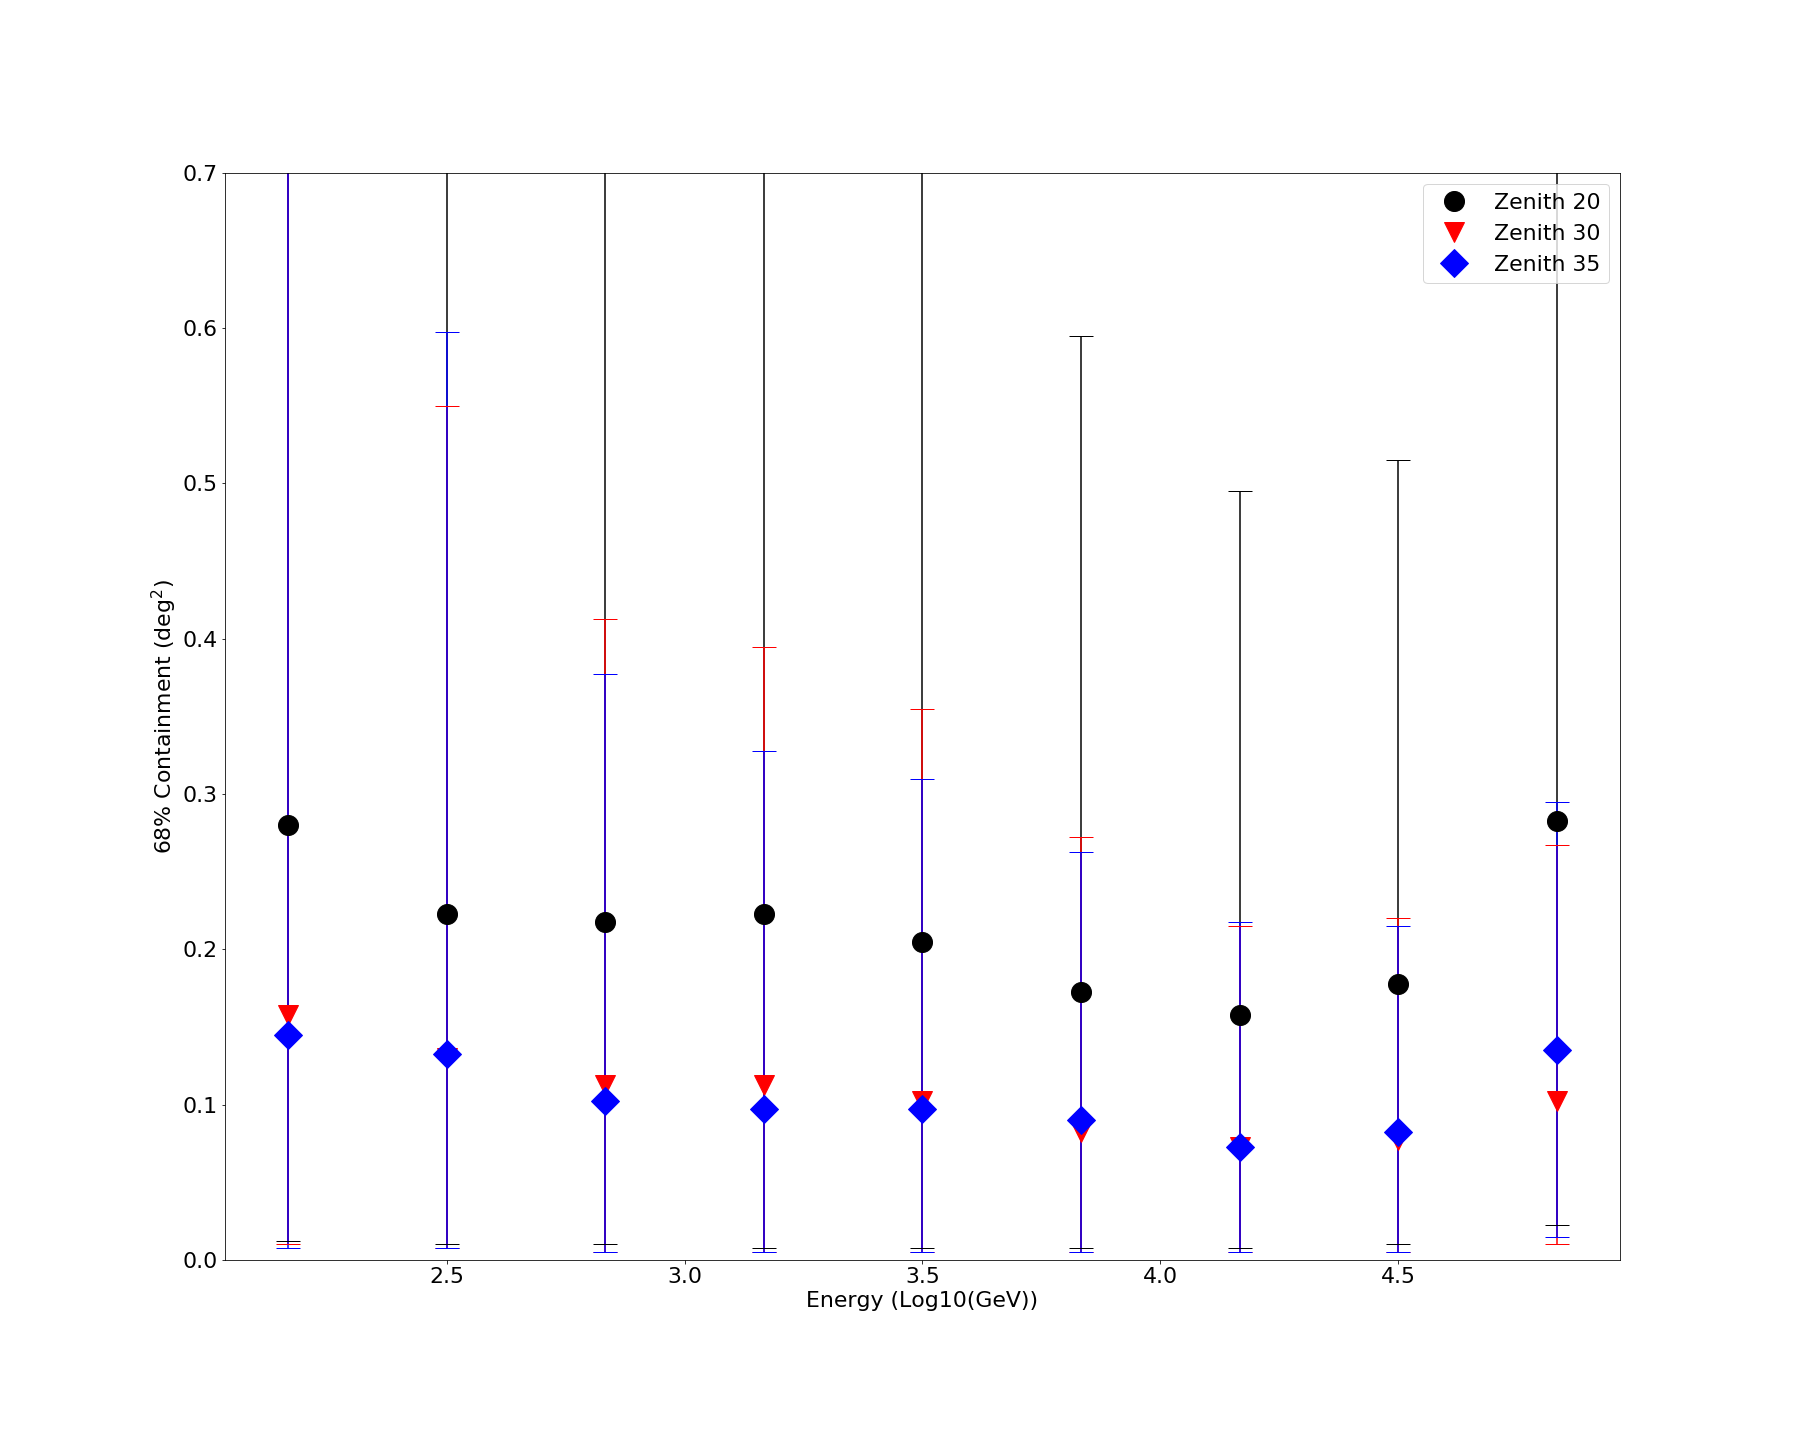 0.7
0.6
0.5
0.4
0.3
0.2
0.1
0.0
68% Containment (deg²)
Zenith 20
Zenith 30
Zenith 35
2.5 3.0 3.5 4.0 4.5
Energy (Log10(GeV))